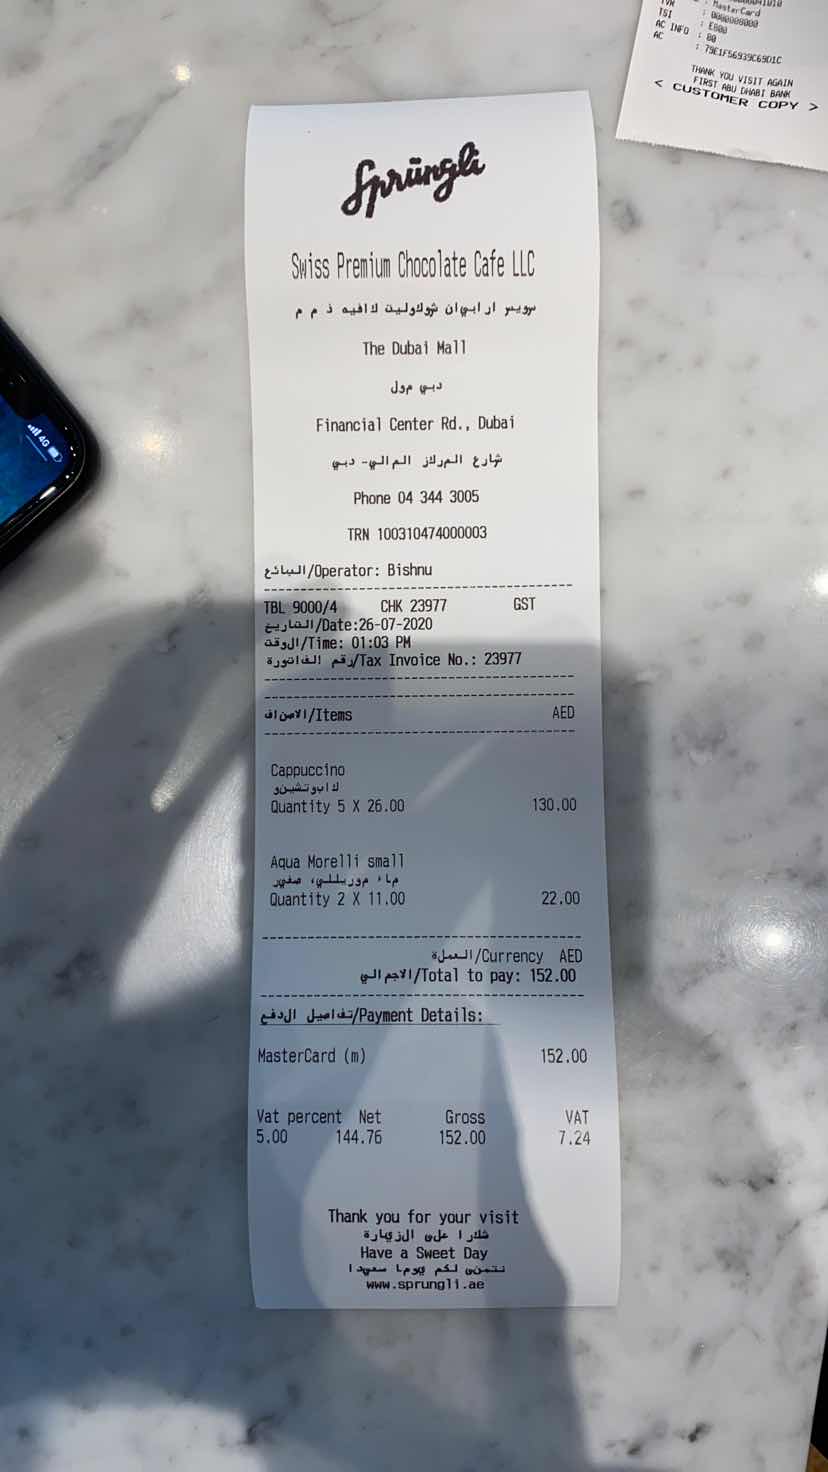 : MasterCard
TVR : 0000008000
TSI : E800
AC INFO : 80
AC : 79E1F56939C69D1C
THANK YOU VISIT AGAIN
FIRST ABU DHABI BANK
< CUSTOMER COPY >
Sprüngli
Swiss Premium Chocolate Cafe LLC
سويس ارابيان شوكوليت كافيه ذ م م
The Dubai Mall
دبي مول
Financial Center Rd., Dubai
شارع المركز المالي- دبي
Phone 04 344 3005
TRN 100310474000003
البائع/Operator: Bishnu
TBL 9000/4 CHK 23977 GST
التاريخ/Date:26-07-2020
الوقت/Time: 01:03 PM
رقم الفاتورة/Tax Invoice No.: 23977
الاصناف/Items AED
Cappuccino
كابوتشينو
Quantity 5 X 26.00 130.00
Aqua Morelli small
ماء موريللي، صغير
Quantity 2 X 11.00 22.00
العملة/Currency AED
الاجمالي/Total to pay: 152.00
تفاصيل الدفع/Payment Details:
MasterCard (m) 152.00
Vat percent Net Gross VAT
5.00 144.76 152.00 7.24
Thank you for your visit
شكرا على الزيارة
Have a Sweet Day
نتمنى لكم يوما سعيدا
www.sprungli.ae
4G